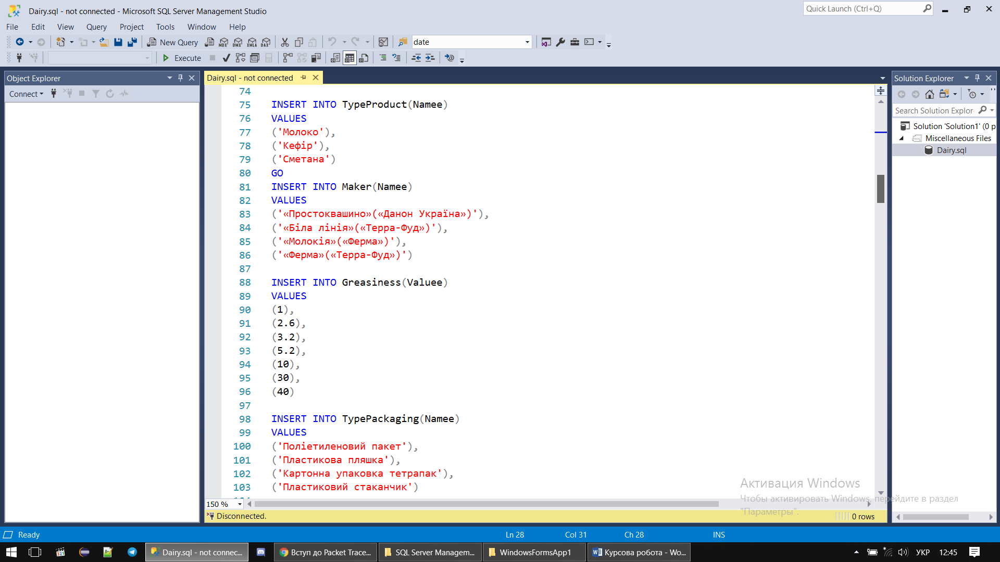 Dairy.sql - not connected - Microsoft SQL Server Management Studio
Quick Launch (Ctrl+Q)
File Edit View Query Project Tools Window Help
New Query MDX DMX XMLA DAX date
Execute
Object Explorer
Connect
Dairy.sql - not connected
74
75 INSERT INTO TypeProduct(Namee)
76 VALUES
77 ('Молоко'),
78 ('Кефір'),
79 ('Сметана')
80 GO
81 INSERT INTO Maker(Namee)
82 VALUES
83 ('«Простоквашино»(«Данон Україна»)'),
84 ('«Біла лінія»(«Терра-Фуд»)'),
85 ('«Молокія»(«Ферма»)'),
86 ('«Ферма»(«Терра-Фуд»)')
87
88 INSERT INTO Greasiness(Valuee)
89 VALUES
90 (1),
91 (2.6),
92 (3.2),
93 (5.2),
94 (10),
95 (30),
96 (40)
97
98 INSERT INTO TypePackaging(Namee)
99 VALUES
100 ('Поліетиленовий пакет'),
101 ('Пластикова пляшка'),
102 ('Картонна упаковка тетрапак'),
103 ('Пластиковий стаканчик')
150 %
Disconnected.
0 rows
Solution Explorer
Search Solution Explor
Solution 'Solution1' (0 p
Miscellaneous Files
Dairy.sql
Активация Windows
Чтобы активировать Windows, перейдите в раздел
"Параметры".
Ready Ln 28 Col 31 Ch 28 INS
Dairy.sql - not connec... Вступ до Packet Trace... SQL Server Managem... WindowsFormsApp1 Курсова робота - Wo... УКР 12:45